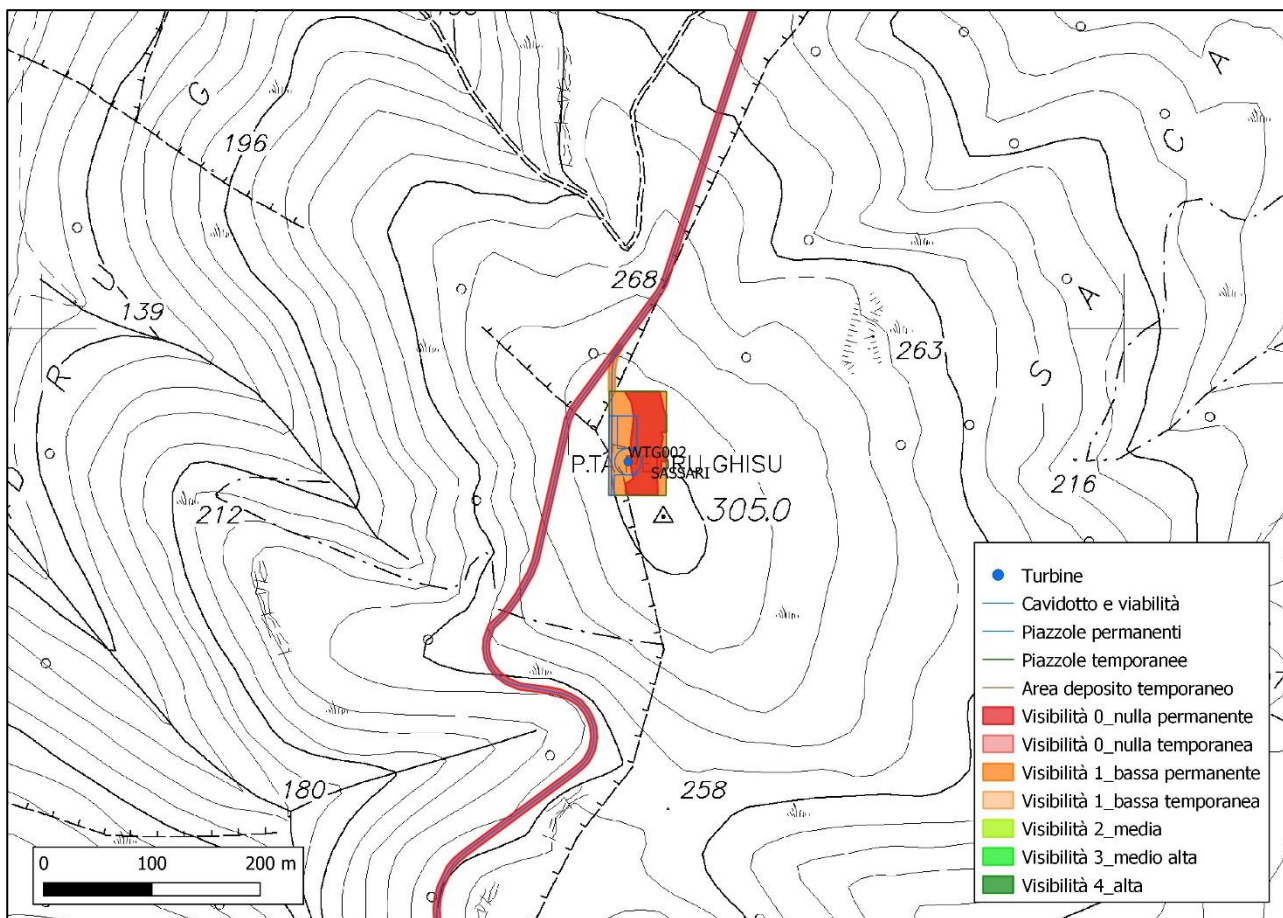 G
196
A
C
A
S
268
139
U
R
D
263
WTG002
SASSARI
GHISU
305.0
212
216
180
258
0 100 200 m
Turbine
Cavidotto e viabilità
Piazzole permanenti
Piazzole temporanee
Area deposito temporaneo
Visibilità 0_nulla permanente
Visibilità 0_nulla temporanea
Visibilità 1_bassa permanente
Visibilità 1_bassa temporanea
Visibilità 2_media
Visibilità 3_medio alta
Visibilità 4_alta